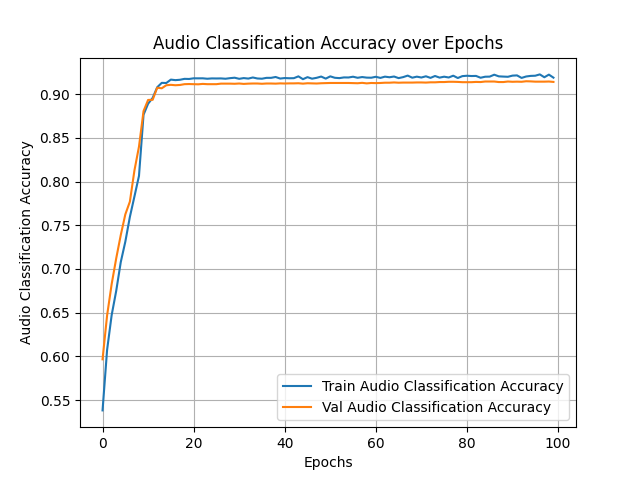 Audio Classification Accuracy over Epochs
Audio Classification Accuracy
0.90
0.85
0.80
0.75
0.70
0.65
0.60
0.55
0 20 40 60 80 100
Epochs
Train Audio Classification Accuracy
Val Audio Classification Accuracy